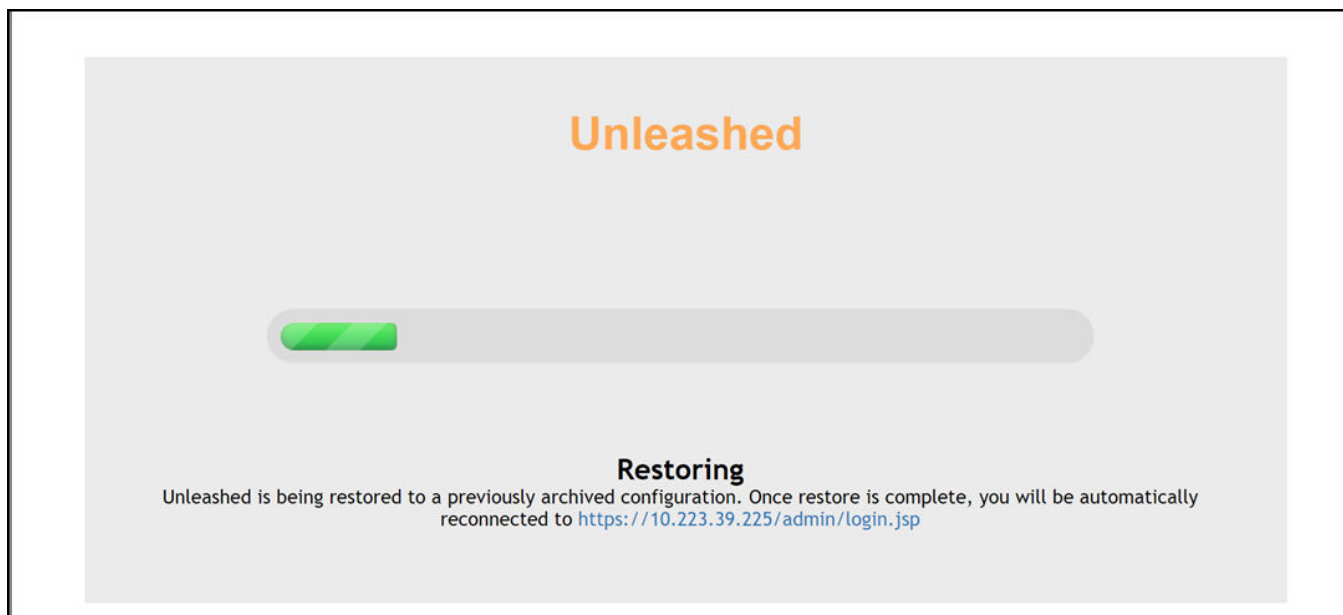 Unleashed
Restoring
Unleashed is being restored to a previously archived configuration. Once restore is complete, you will be automatically
reconnected to https://10.223.39.225/admin/login.jsp